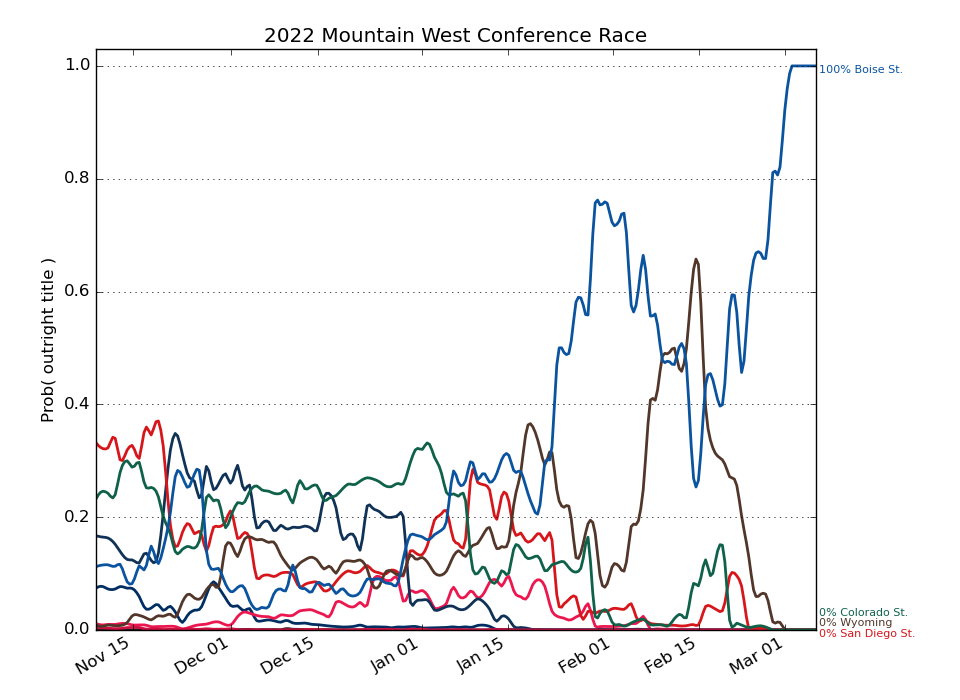 2022 Mountain West Conference Race
Prob( outright title )
1.0
0.8
0.6
0.4
0.2
0.0
100% Boise St.
0% Colorado St.
0% Wyoming
0% San Diego St.
Nov 15
Dec 01
Dec 15
Jan 01
Jan 15
Feb 01
Feb 15
Mar 01